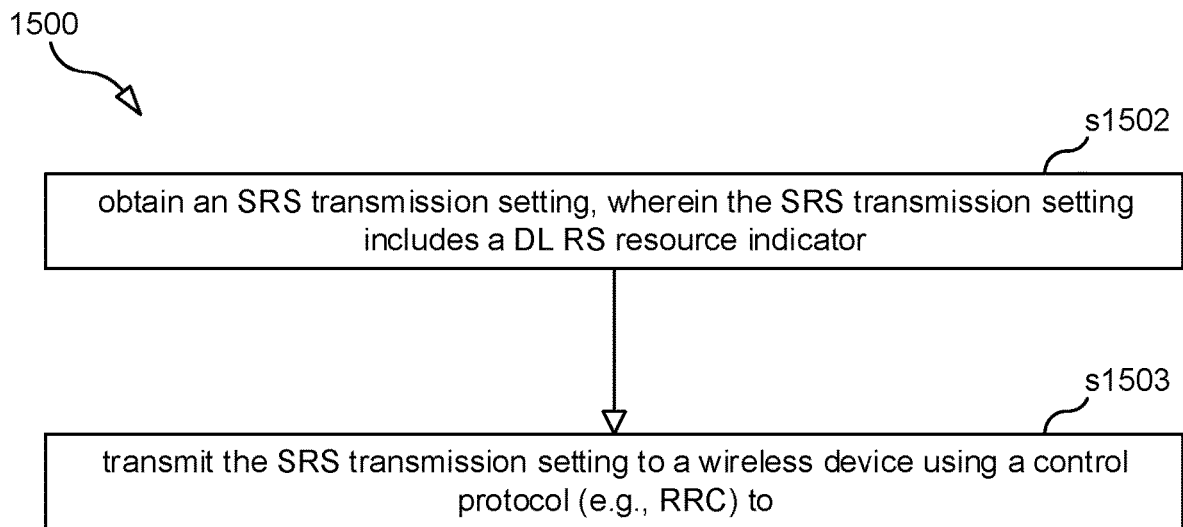 1500
s1502
obtain an SRS transmission setting, wherein the SRS transmission setting
includes a DL RS resource indicator
s1503
transmit the SRS transmission setting to a wireless device using a control
protocol (e.g., RRC) to